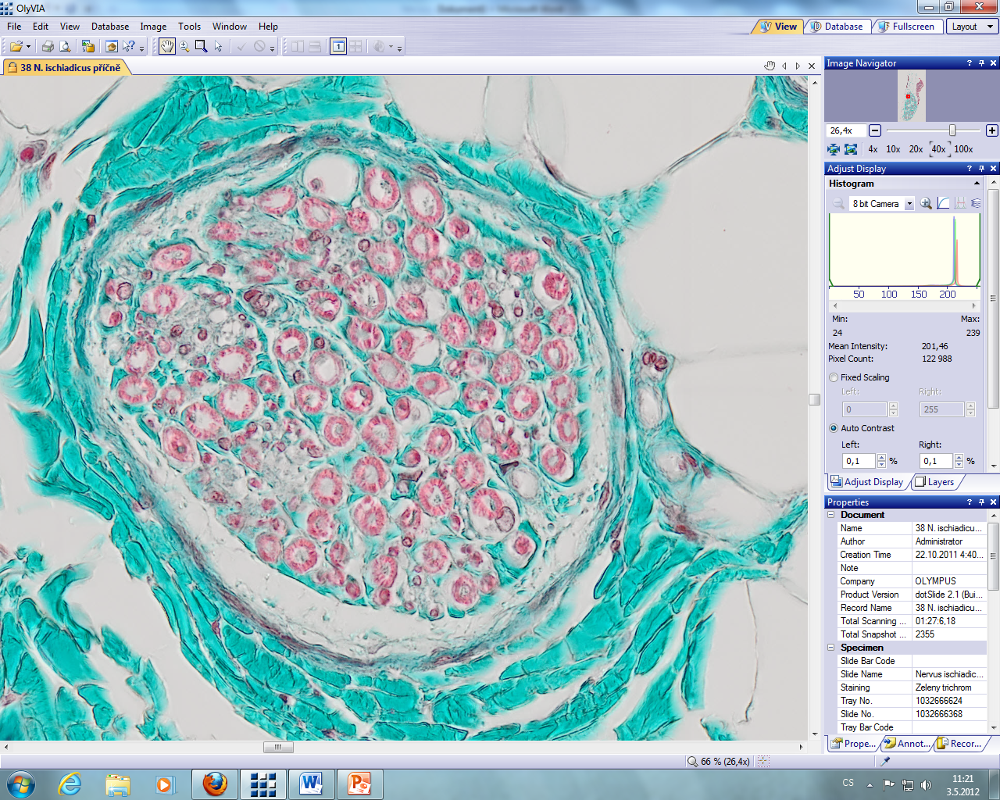 OlyVIA
File Edit View Database Image Tools Window Help
View Database Fullscreen Layout
1
38 N. ischiadicus příčně
Image Navigator
26,4x
4x 10x 20x 40x 100x
Adjust Display
Histogram
8 bit Camera
50 100 150 200
Min: Max:
24 239
Mean Intensity: 201,46
Pixel Count: 122 988
Fixed Scaling
Left: Right:
0 255
Auto Contrast
Left: Right:
0,1 % 0,1 %
Adjust Display Layers
Properties
Document
Name 38 N. ischiadicu...
Author Administrator
Creation Time 22.10.2011 4:40...
Note
Company OLYMPUS
Product Version dotSlide 2.1 (Bui...
Record Name 38 N. ischiadicu...
Total Scanning ... 01:27:6,18
Total Snapshot ... 2355
Specimen
Slide Bar Code
Slide Name Nervus ischiadic...
Staining Zeleny trichrom
Tray No. 1032666624
Slide No. 1032666368
Tray Bar Code
Prope... Annot... Recor...
66 % (26,4x)
CS 11:21
3.5.2012